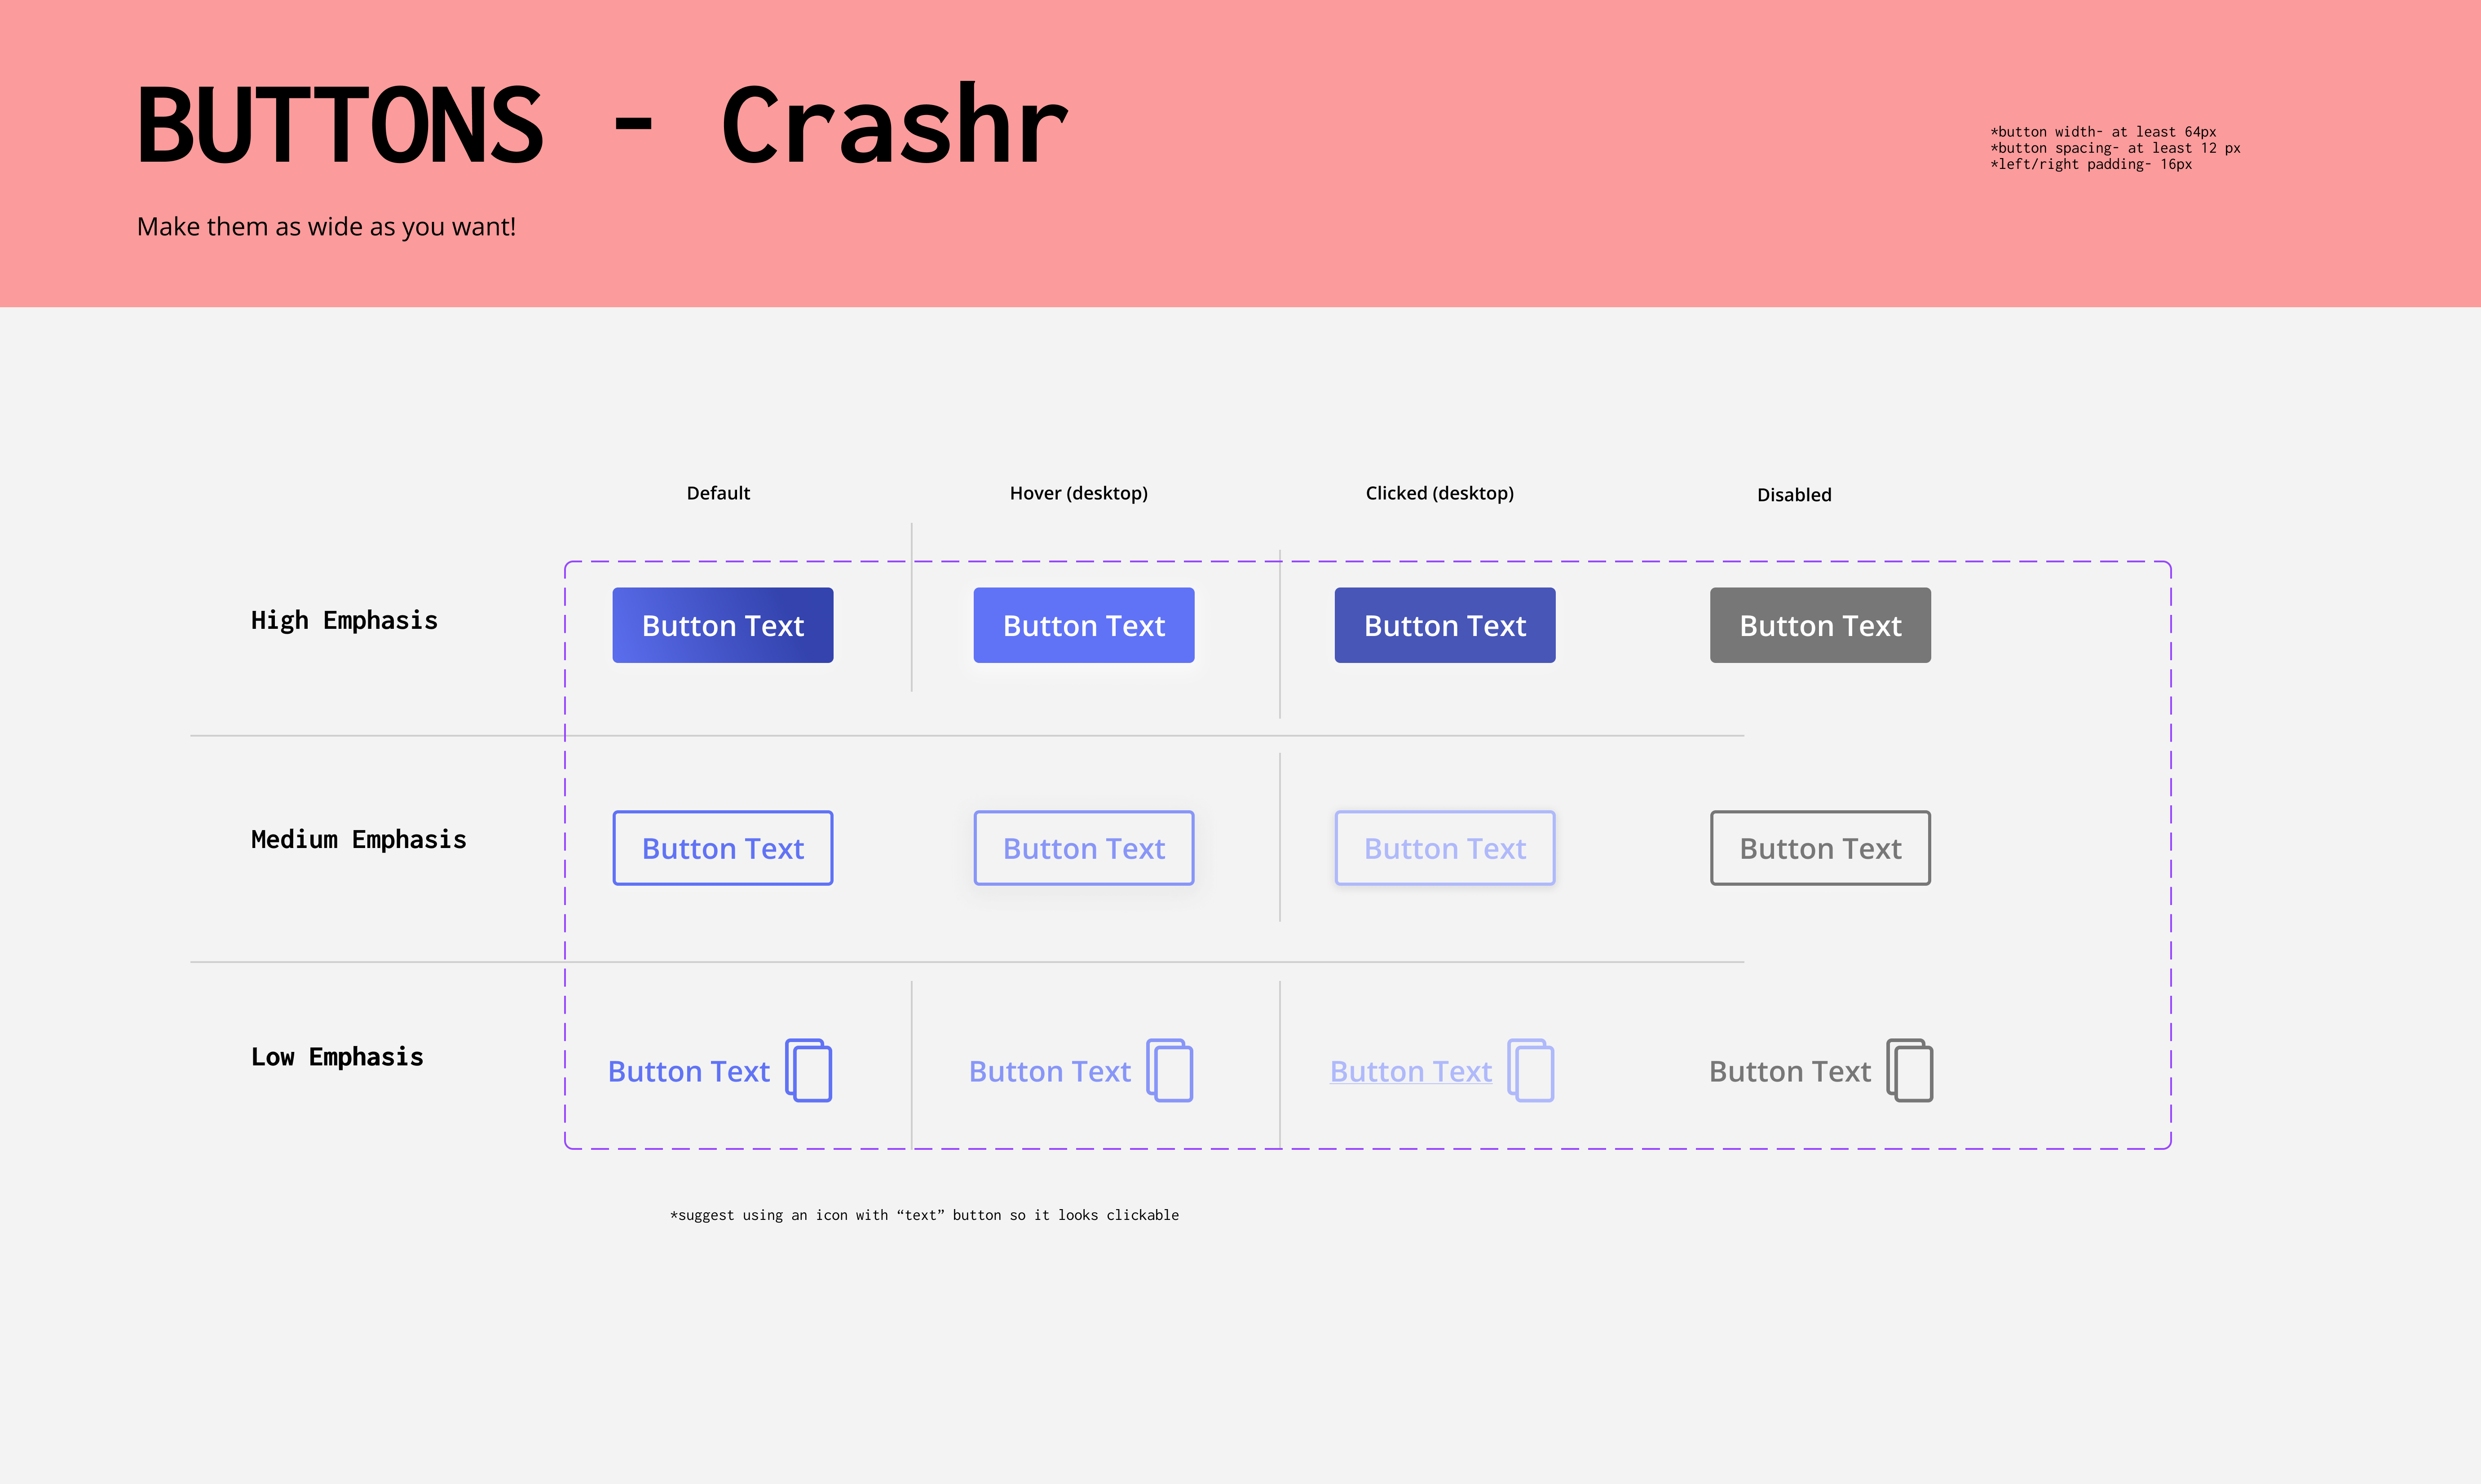 BUTTONS - Crashr
*button width- at least 64px
*button spacing- at least 12 px
*left/right padding- 16px
Make them as wide as you want!
Default
Hover (desktop)
Clicked (desktop)
Disabled
High Emphasis
Button Text
Button Text
Button Text
Button Text
Medium Emphasis
Button Text
Button Text
Button Text
Button Text
Low Emphasis
Button Text
Button Text
Button Text
Button Text
*suggest using an icon with “text” button so it looks clickable